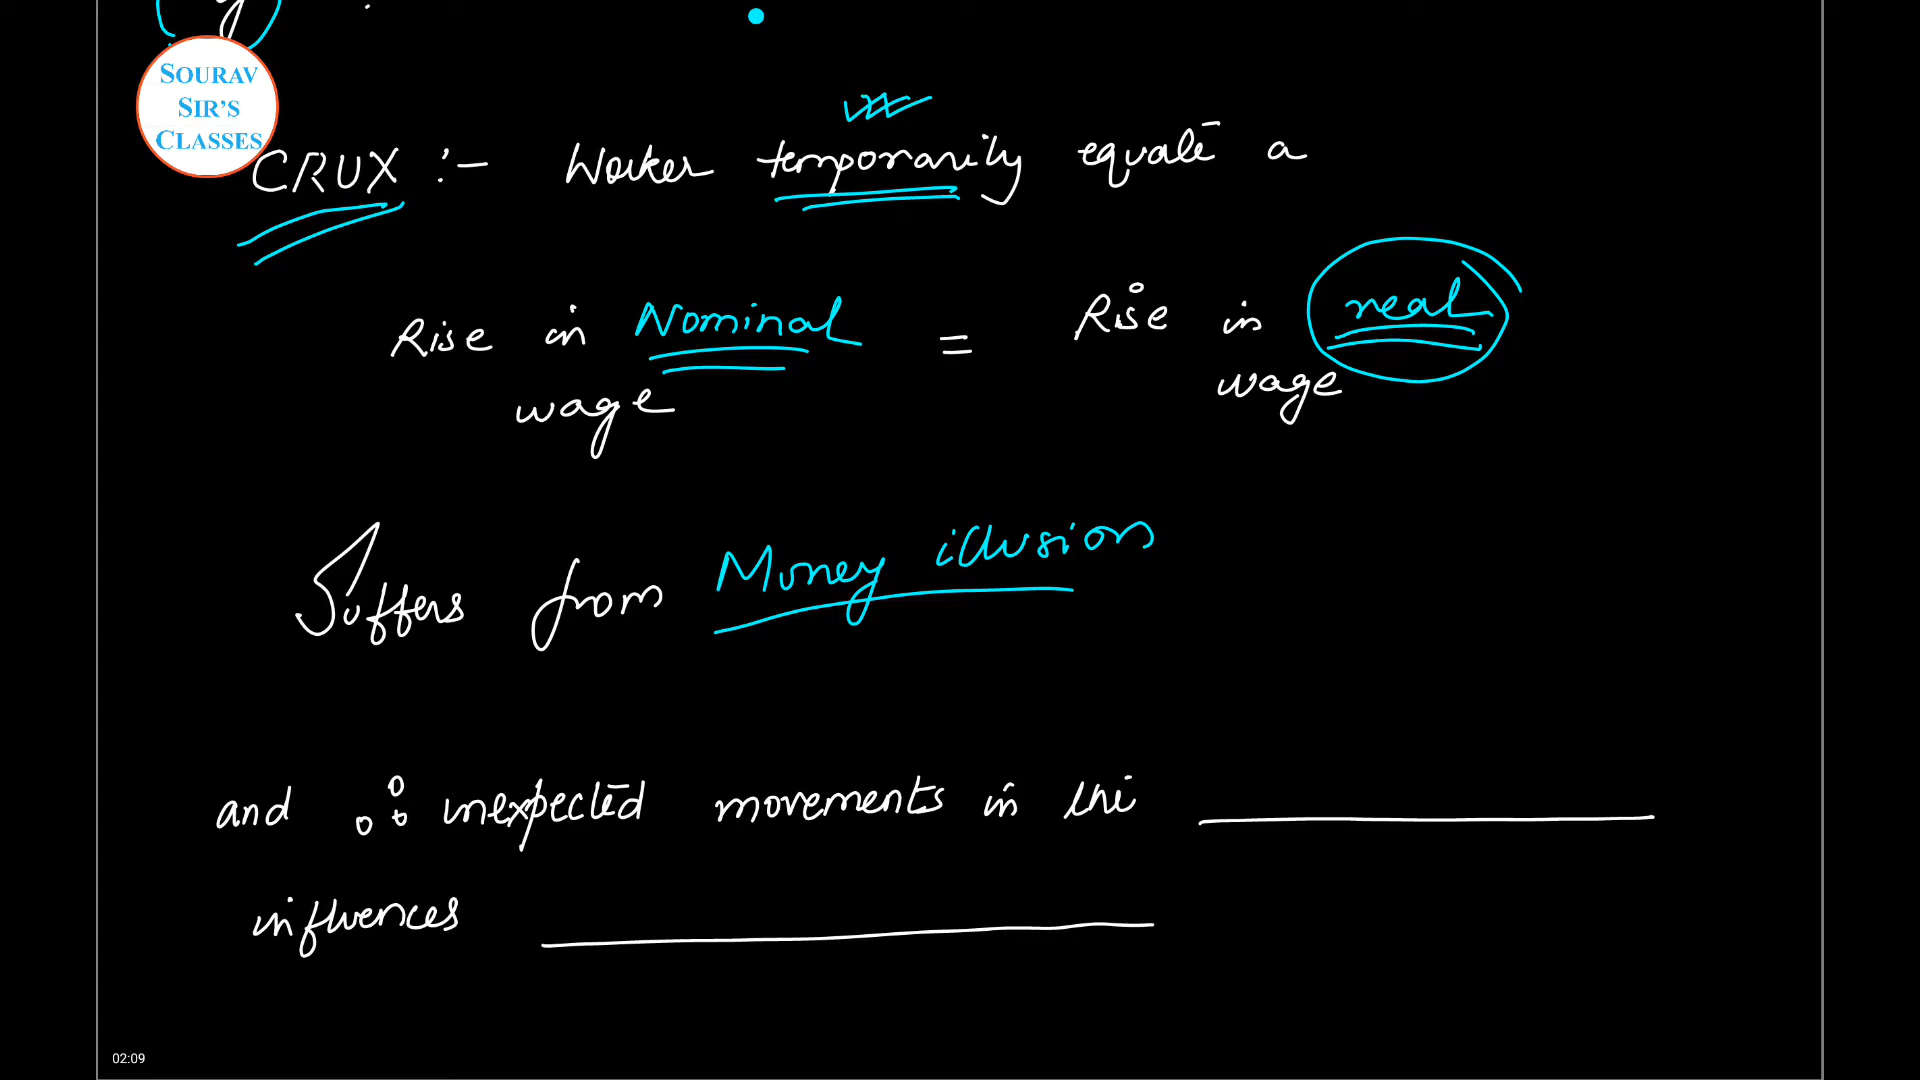 SOURAV
SIR'S
CLASSES
CRUX :- Worker temporarily equate a
Rise in Nominal wage = Rise in real wage
Suffers from Money illusion
and ∴ unexpected movements in the
influences
02:09